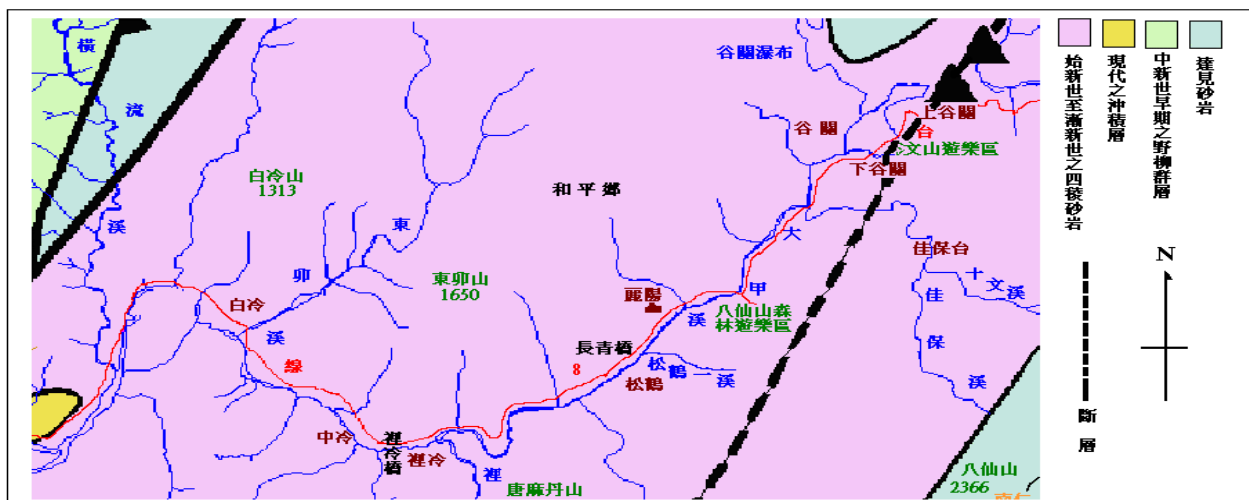 橫流溪
谷關瀑布
上谷關
台
谷關
文山遊樂區
下谷關
白冷山
1313
和平鄉
東
大
佳保台
卯
東卯山
1650
甲
十文溪
麗陽
八仙山森
林遊樂區
佳保溪
白冷
溪
溪
長青橋
松鶴一溪
線
8
松鶴
中冷
裡冷橋
裡冷
裡
唐麻丹山
八仙山
2366
始新世至漸新世之四稜砂岩
現代之沖積層
中新世早期之野柳群層
達見砂岩
N
斷層